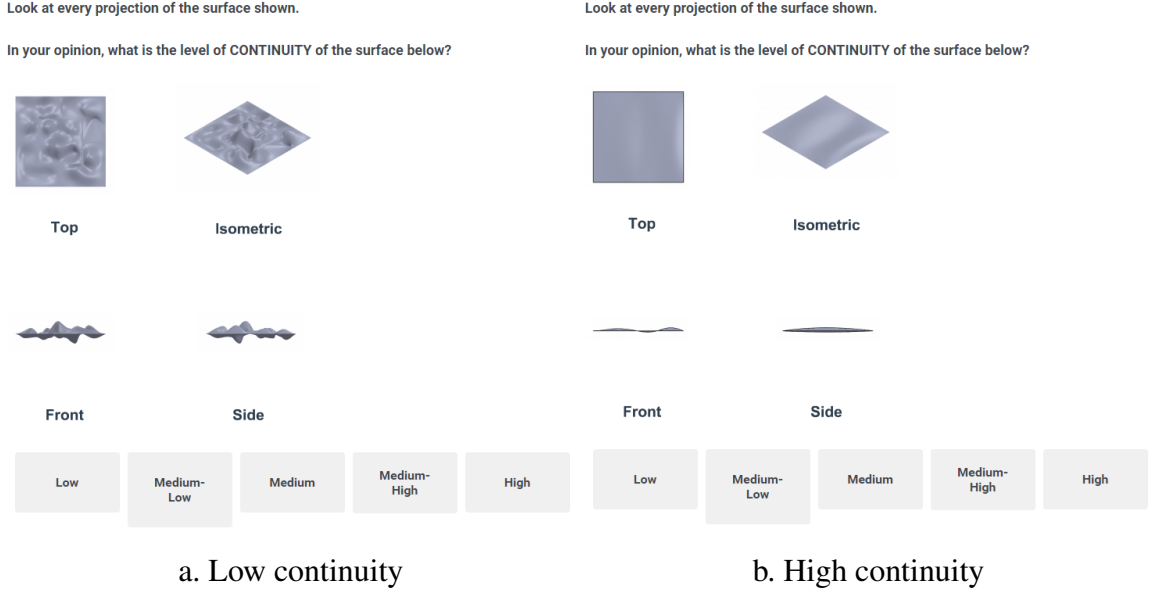 Look at every projection of the surface shown.
In your opinion, what is the level of CONTINUITY of the surface below?
Top
Isometric
Front
Side
Low
Medium-
Low
Medium
Medium-
High
High
a. Low continuity
Look at every projection of the surface shown.
In your opinion, what is the level of CONTINUITY of the surface below?
Top
Isometric
Front
Side
Low
Medium-
Low
Medium
Medium-
High
High
b. High continuity